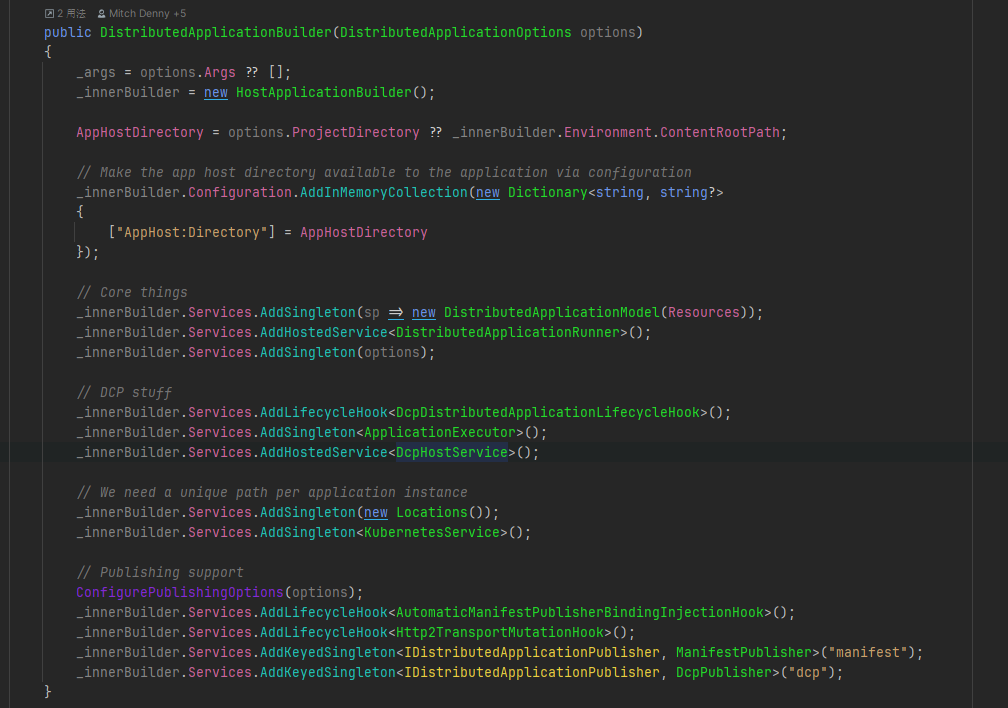 2 用法 Mitch Denny +5
public DistributedApplicationBuilder(DistributedApplicationOptions options)
{
    _args = options.Args ?? [];
    _innerBuilder = new HostApplicationBuilder();

    AppHostDirectory = options.ProjectDirectory ?? _innerBuilder.Environment.ContentRootPath;

    // Make the app host directory available to the application via configuration
    _innerBuilder.Configuration.AddInMemoryCollection(new Dictionary<string, string?>
    {
        ["AppHost:Directory"] = AppHostDirectory
    });

    // Core things
    _innerBuilder.Services.AddSingleton(sp => new DistributedApplicationModel(Resources));
    _innerBuilder.Services.AddHostedService<DistributedApplicationRunner>();
    _innerBuilder.Services.AddSingleton(options);

    // DCP stuff
    _innerBuilder.Services.AddLifecycleHook<DcpDistributedApplicationLifecycleHook>();
    _innerBuilder.Services.AddSingleton<ApplicationExecutor>();
    _innerBuilder.Services.AddHostedService<DcpHostService>();

    // We need a unique path per application instance
    _innerBuilder.Services.AddSingleton(new Locations());
    _innerBuilder.Services.AddSingleton<KubernetesService>();

    // Publishing support
    ConfigurePublishingOptions(options);
    _innerBuilder.Services.AddLifecycleHook<AutomaticManifestPublisherBindingInjectionHook>();
    _innerBuilder.Services.AddLifecycleHook<Http2TransportMutationHook>();
    _innerBuilder.Services.AddKeyedSingleton<IDistributedApplicationPublisher, ManifestPublisher>("manifest");
    _innerBuilder.Services.AddKeyedSingleton<IDistributedApplicationPublisher, DcpPublisher>("dcp");
}